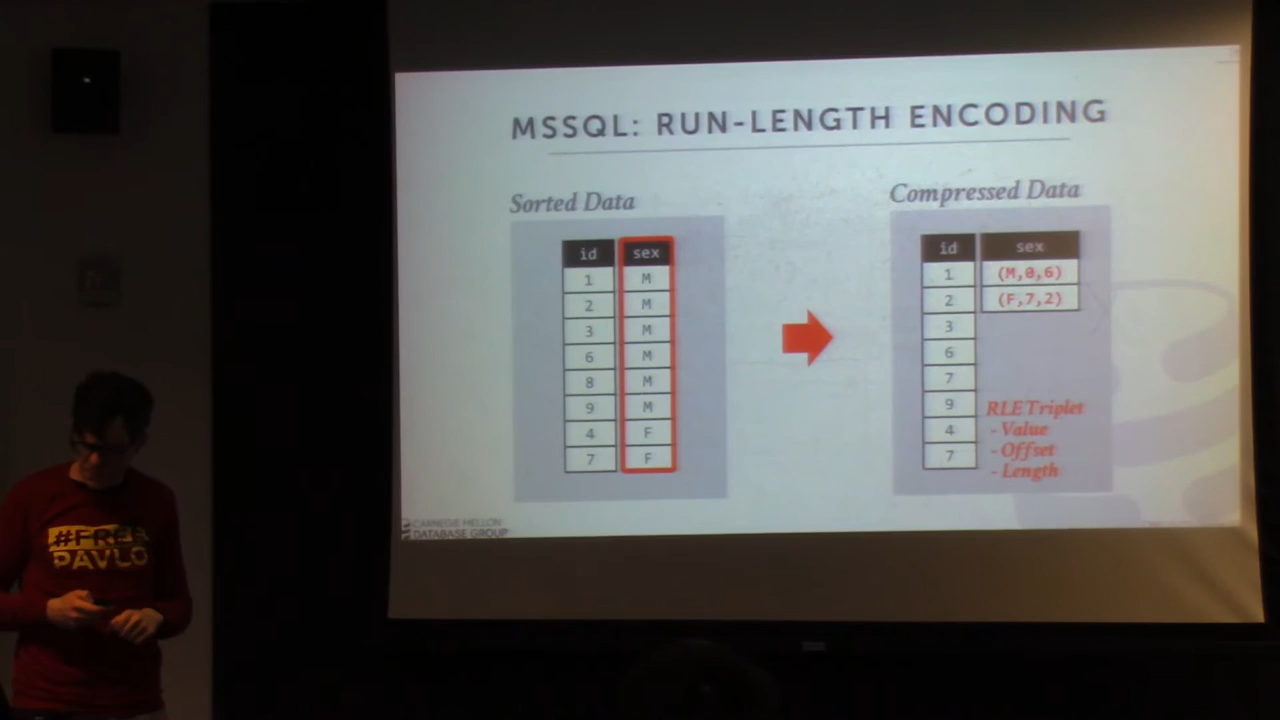 MSSQL: RUN-LENGTH ENCODING
Sorted Data
id sex
1 M
2 M
3 M
6 M
8 M
9 M
4 F
7 F
Compressed Data
id sex
1 (M,0,6)
2 (F,7,2)
3
6
7
9
4
7
RLE Triplet
- Value
- Offset
- Length
CARNEGIE MELLON
DATABASE GROUP
#FREE
PAVLO